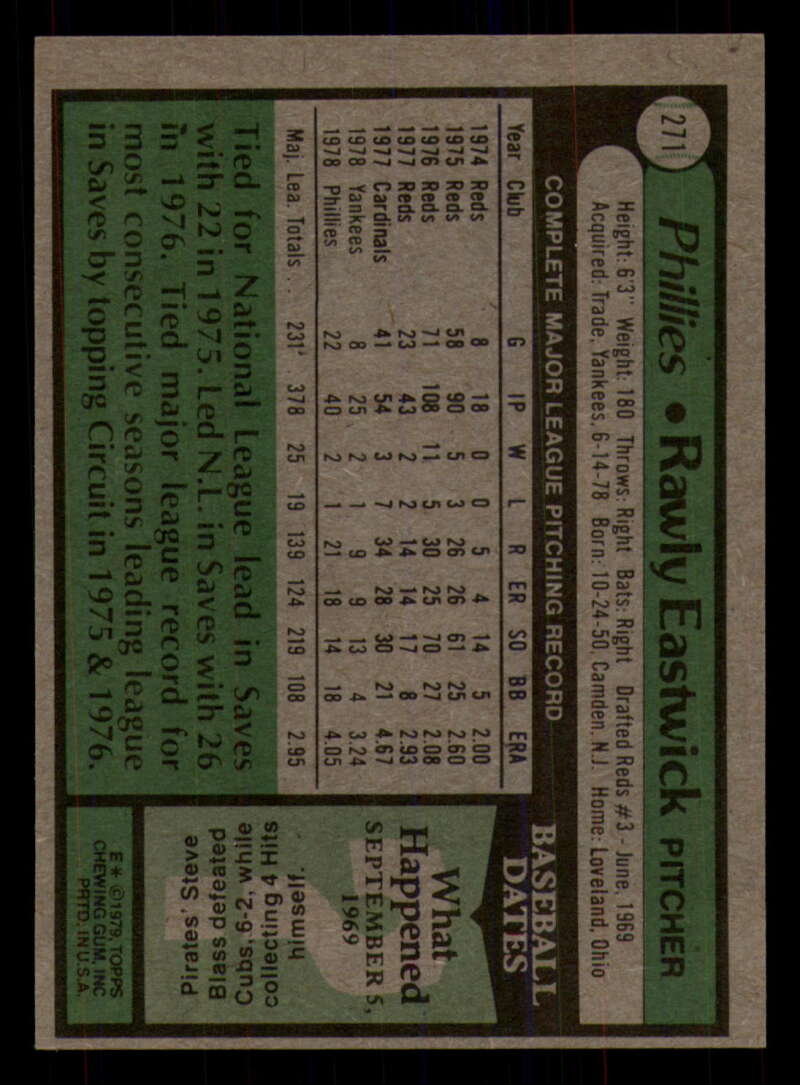 271
Phillies • Rawly Eastwick PITCHER
Height: 6'3" Weight: 180 Throws: Right Bats: Right Drafted Reds #3 - June, 1969
Acquired: Trade, Yankees, 6-14-78 Born: 10-24-50, Camden, N.J. Home: Loveland, Ohio
COMPLETE MAJOR LEAGUE PITCHING RECORD
Year Club G IP W L R ER SO BB ERA
1974 Reds 8 18 0 0 5 4 14 5 2.00
1975 Reds 58 90 5 3 26 26 61 25 2.60
1976 Reds 71 108 11 5 30 25 70 27 2.08
1977 Reds 23 43 2 2 14 14 17 8 2.93
1977 Cardinals 41 54 3 7 34 28 30 21 4.67
1978 Yankees 8 25 2 1 9 9 13 4 3.24
1978 Phillies 22 40 2 1 21 18 14 18 4.05
Maj. Lea. Totals . . 231 378 25 19 139 124 219 108 2.95
Tied for National League lead in Saves
with 22 in 1975. Led N.L. in Saves with 26
in 1976. Tied major league record for
most consecutive seasons leading league
in Saves by topping Circuit in 1975 & 1976.
BASEBALL
DATES
What
Happened
SEPTEMBER 5,
1969
Pirates' Steve
Blass defeated
Cubs, 6-2, while
collecting 4 Hits
himself.
E* ©1979, TOPPS
CHEWING GUM, INC
PRTD. IN U.S.A.